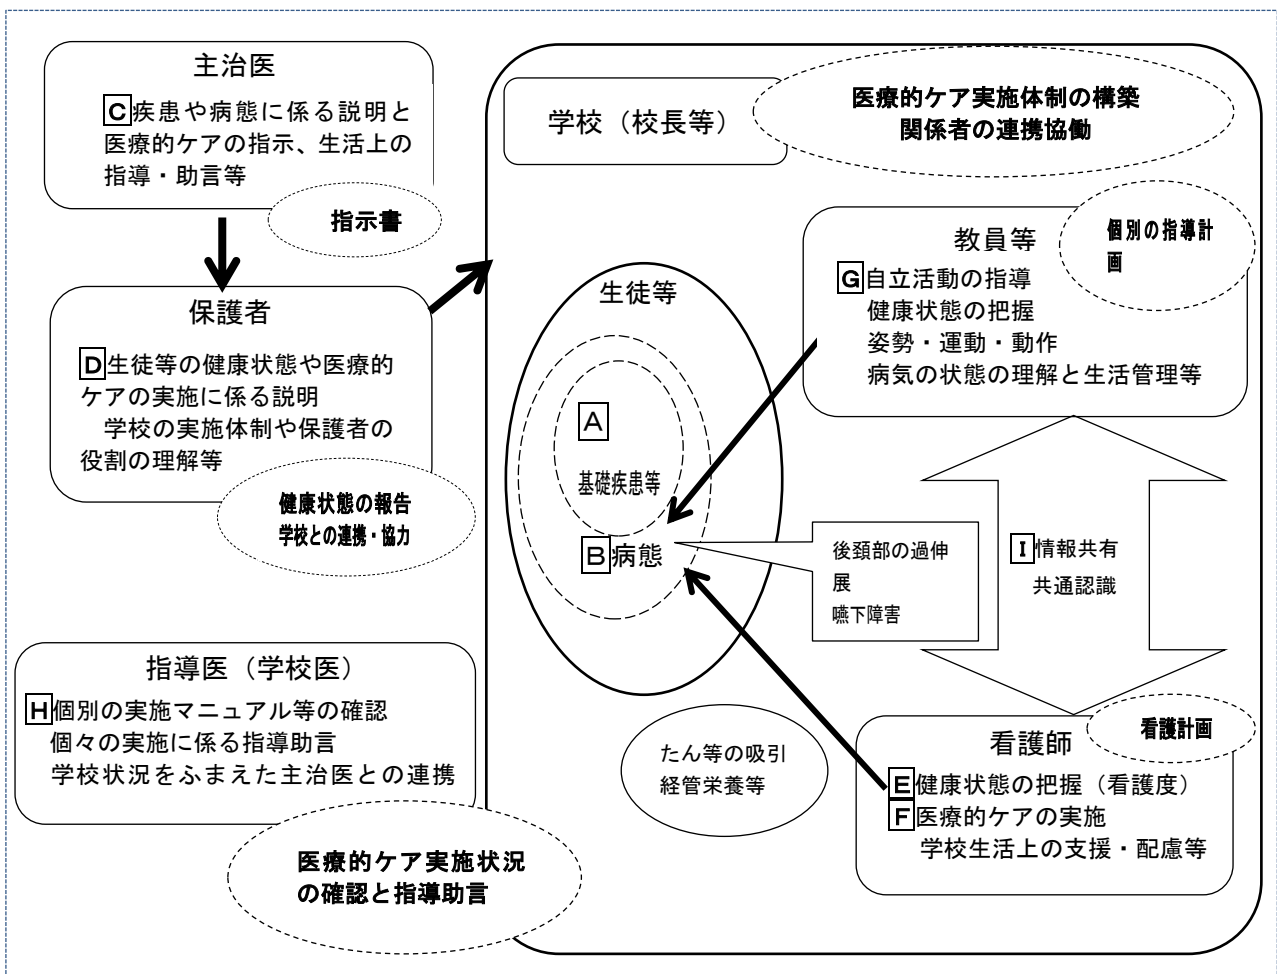 主治医
C疾患や病態に係る説明と
医療的ケアの指示、生活上の
指導・助言等
指示書
保護者
D生徒等の健康状態や医療的
ケアの実施に係る説明
学校の実施体制や保護者の
役割の理解等
健康状態の報告
学校との連携・協力
指導医（学校医）
H個別の実施マニュアル等の確認
個々の実施に係る指導助言
学校状況をふまえた主治医との連携
医療的ケア実施状況
の確認と指導助言
学校（校長等）
医療的ケア実施体制の構築
関係者の連携協働
教員等
個別の指導計
画
G自立活動の指導
健康状態の把握
姿勢・運動・動作
病気の状態の理解と生活管理等
生徒等
A
基礎疾患等
B病態
後頚部の過伸
展
嚥下障害
I情報共有
共通認識
たん等の吸引
経管栄養等
看護師
看護計画
E健康状態の把握（看護度）
F医療的ケアの実施
学校生活上の支援・配慮等